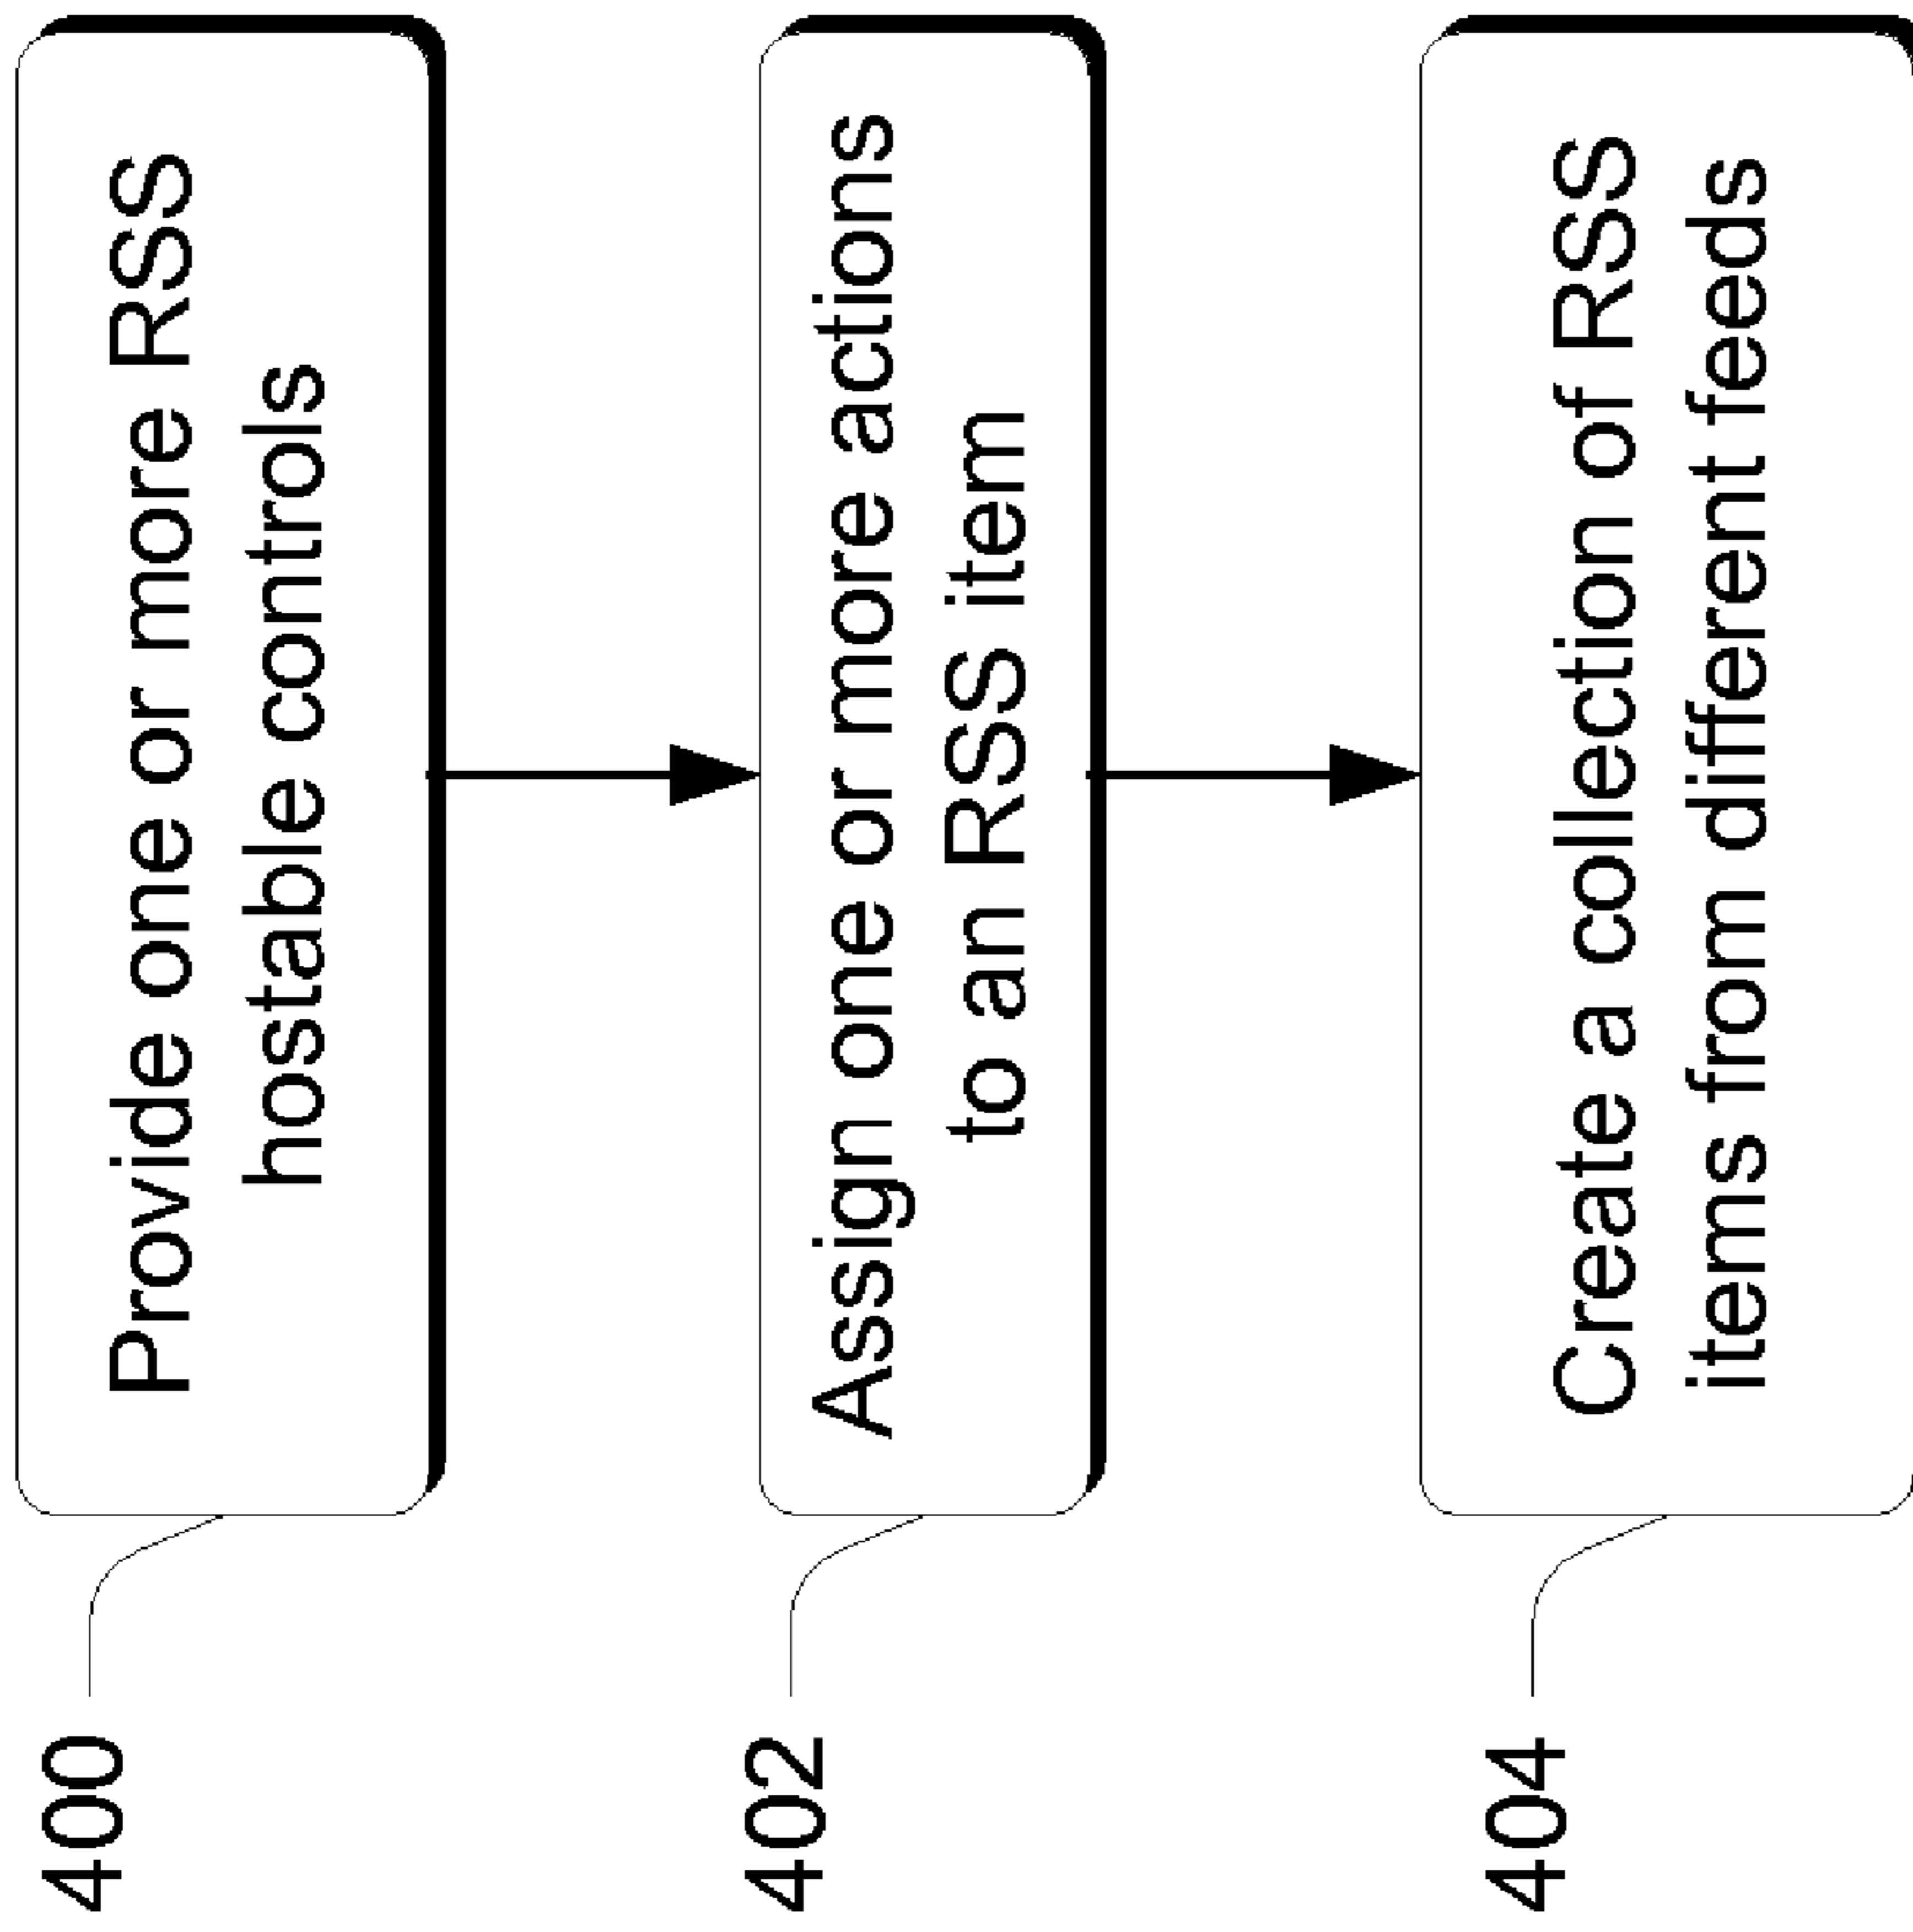 400
Provide one or more RSS
hostable controls
402
Assign one or more actions
to an RSS item
404
Create a collection of RSS
items from different feeds